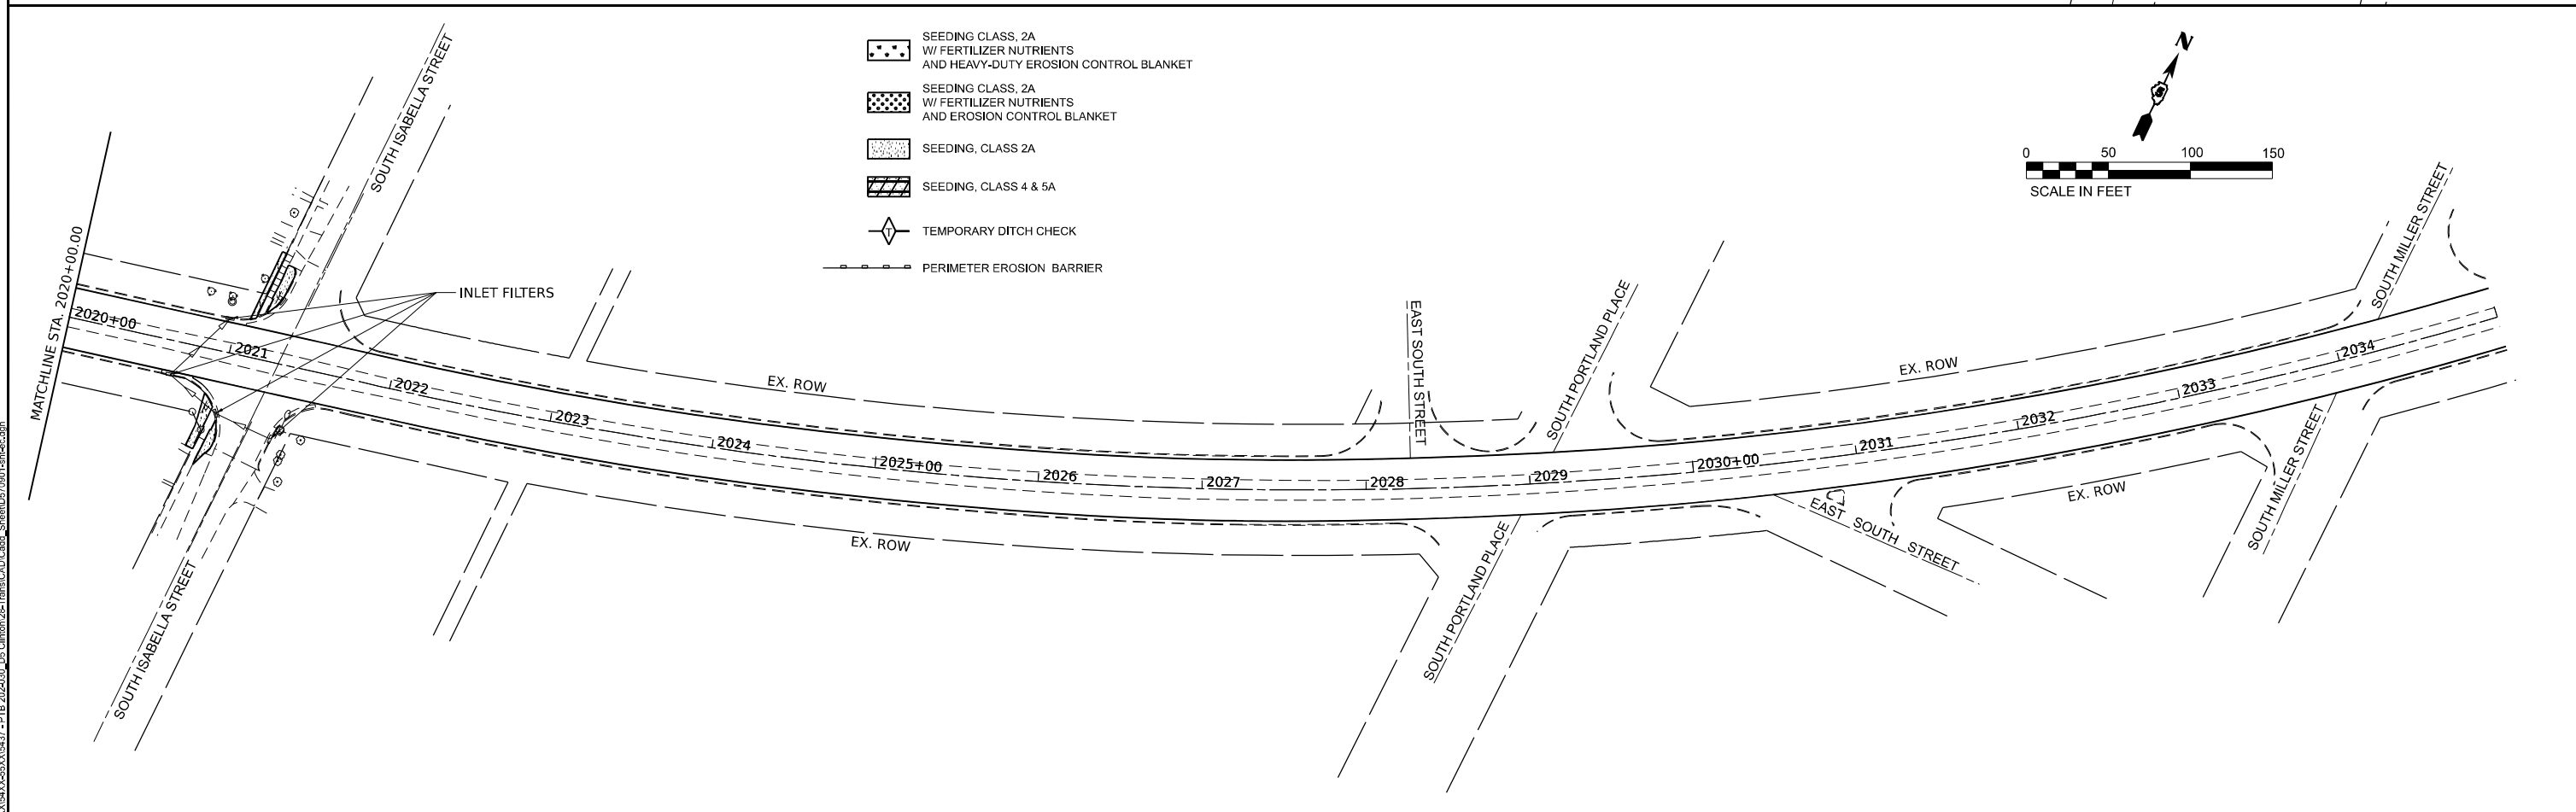 SEEDING CLASS, 2A
W/ FERTILIZER NUTRIENTS
AND HEAVY-DUTY EROSION CONTROL BLANKET
SEEDING CLASS, 2A
W/ FERTILIZER NUTRIENTS
AND EROSION CONTROL BLANKET
SEEDING, CLASS 2A
SEEDING, CLASS 4 & 5A
T
TEMPORARY DITCH CHECK
PERIMETER EROSION BARRIER
N
0 50 100 150
SCALE IN FEET
MATCHLINE STA. 2020+00.00
SOUTH ISABELLA STREET
INLET FILTERS
2020+00
2021
2022
2023
2024
2025+00
2026
2027
2028
2029
2030+00
2031
2032
2033
2034
EX. ROW
EX. ROW
EX. ROW
EX. ROW
EAST SOUTH STREET
SOUTH PORTLAND PLACE
SOUTH MILLER STREET
SOUTH ISABELLA STREET
SOUTH PORTLAND PLACE
EAST SOUTH STREET
SOUTH MILLER STREET